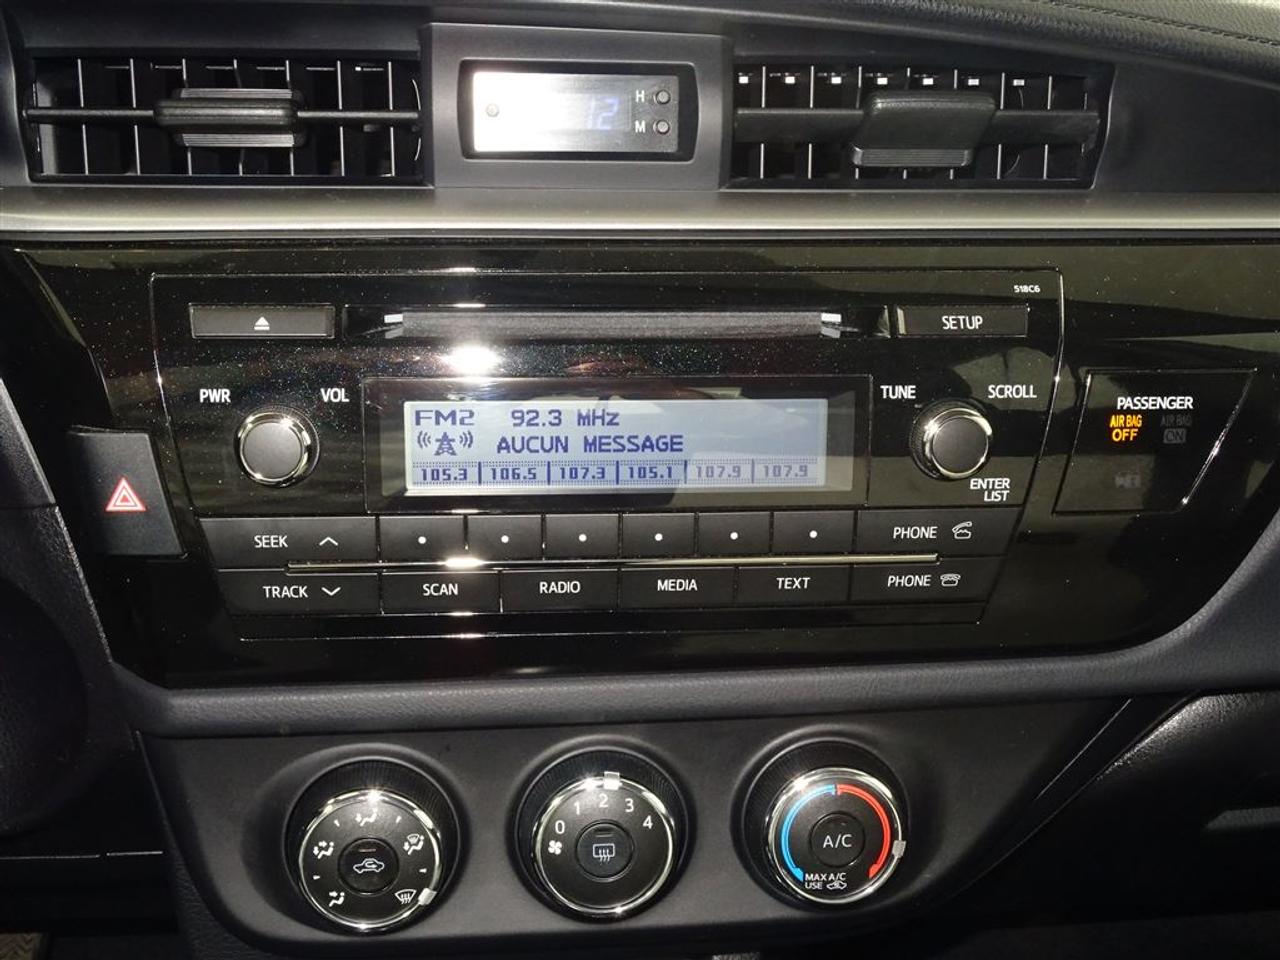 12
H
M
518C6
SETUP
PWR
VOL
TUNE
SCROLL
FM2 92.3 MHz
AUCUN MESSAGE
105.3 106.5 107.3 105.1 107.9 107.9
PASSENGER
AIR BAG
OFF
AIR BAG
ON
ENTER
LIST
SEEK
PHONE
TRACK
SCAN
RADIO
MEDIA
TEXT
PHONE
0 1 2 3 4
A/C
MAX A/C
USE